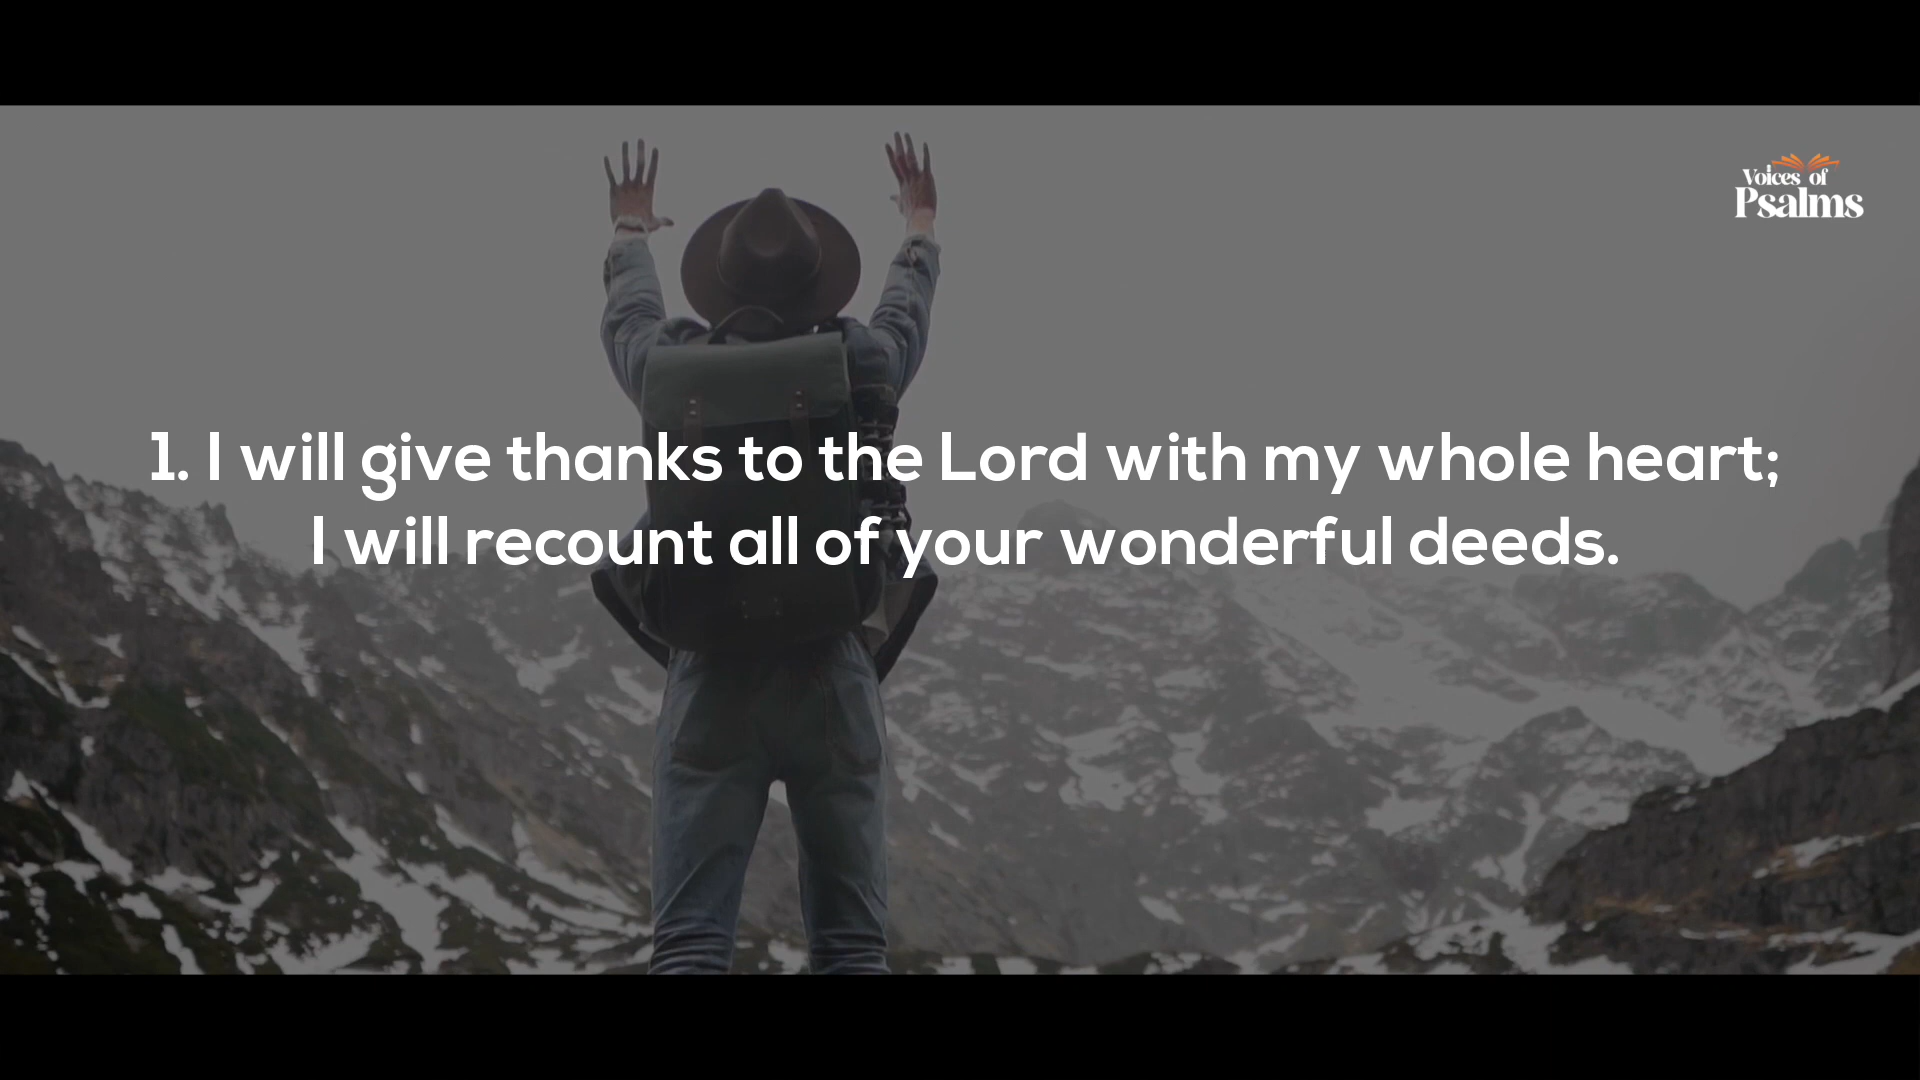 Voices of
Psalms
1. I will give thanks to the Lord with my whole heart;
I will recount all of your wonderful deeds.